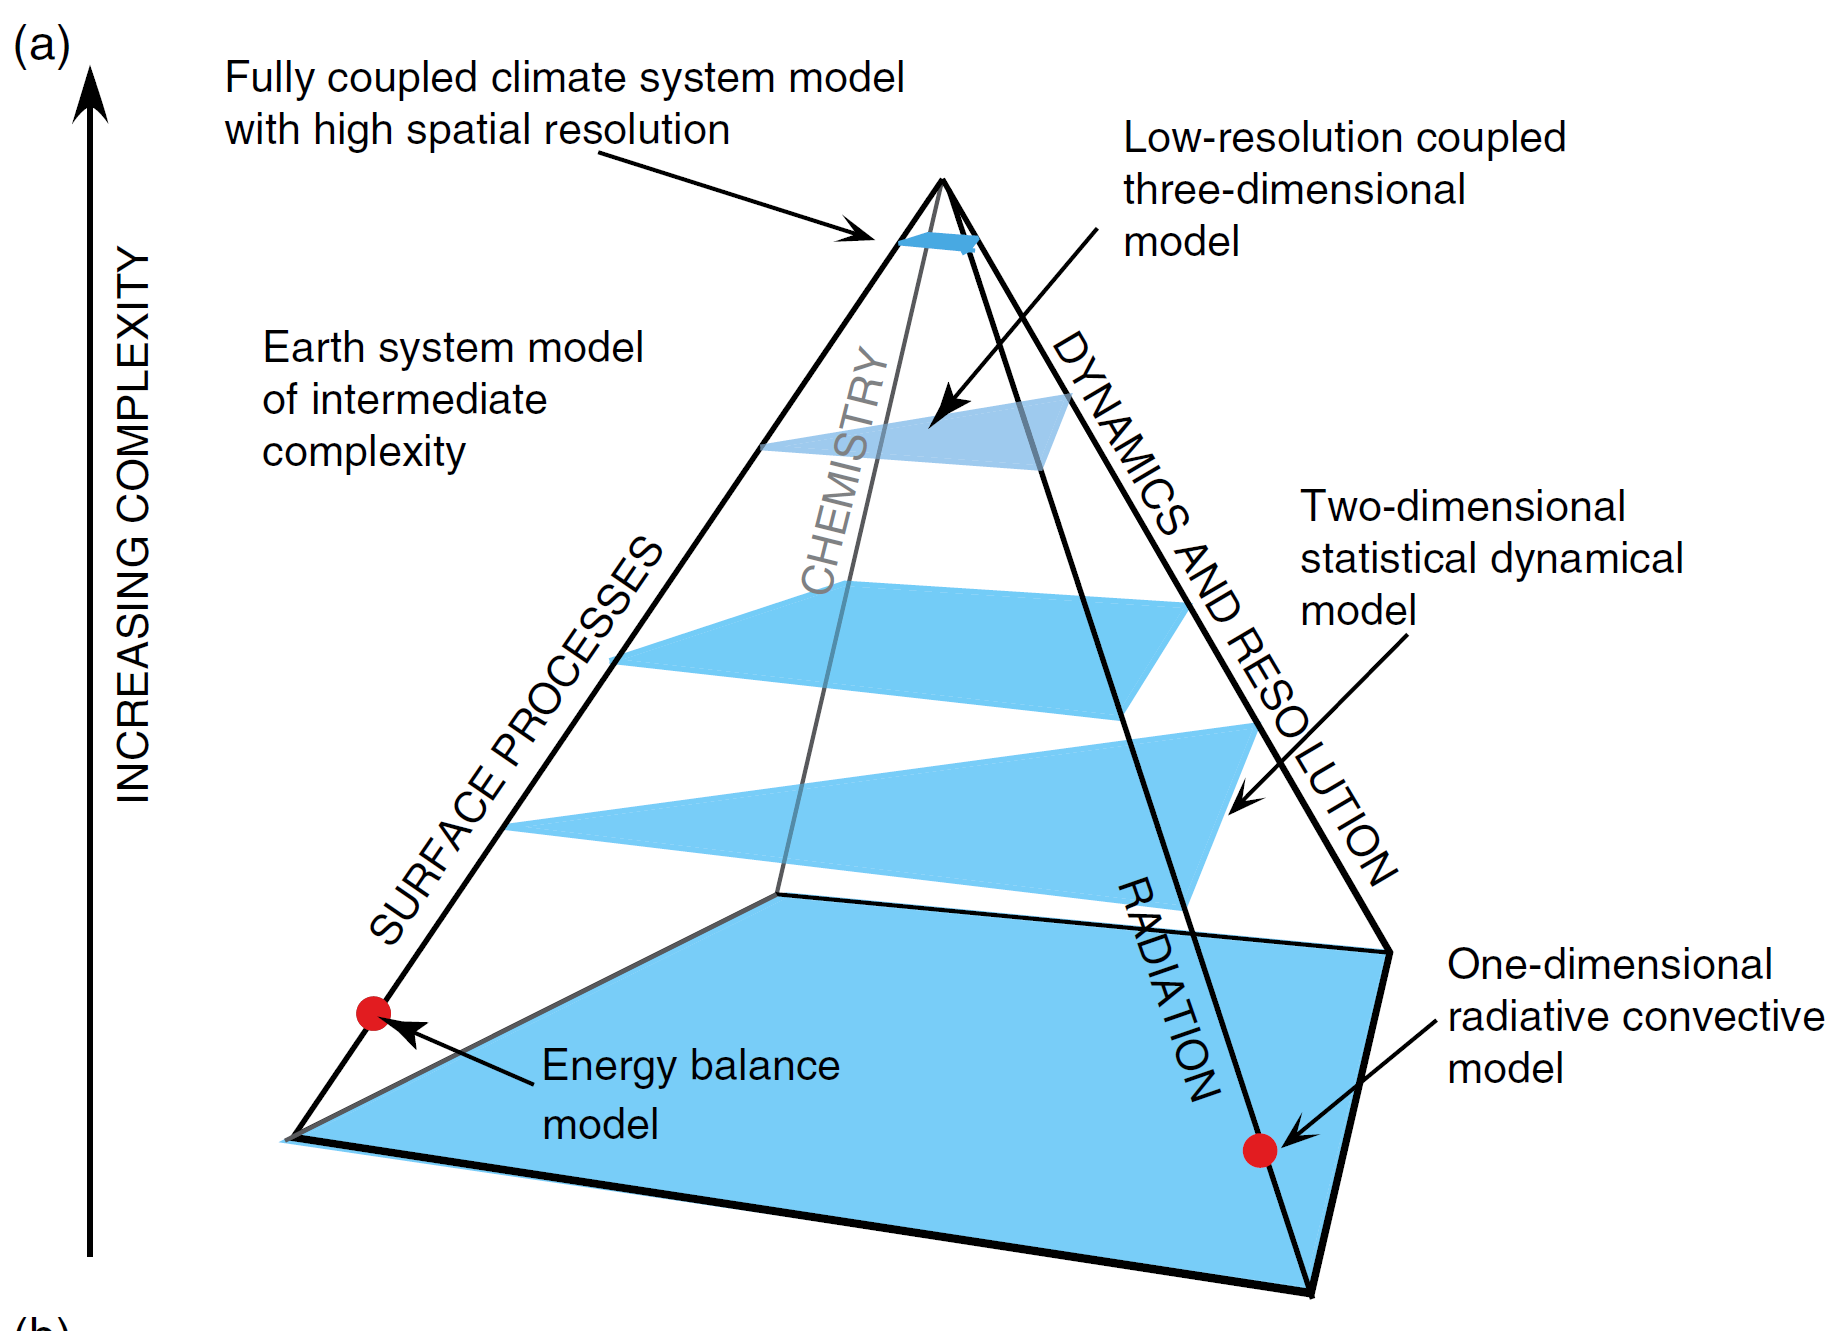 (a)
Fully coupled climate system model
with high spatial resolution
Low-resolution coupled
three-dimensional
model
INCREASING COMPLEXITY
Earth system model
of intermediate
complexity
CHEMISTRY
DYNAMICS AND RESOLUTION
Two-dimensional
statistical dynamical
model
SURFACE PROCESSES
RADIATION
One-dimensional
radiative convective
model
Energy balance
model
(b)